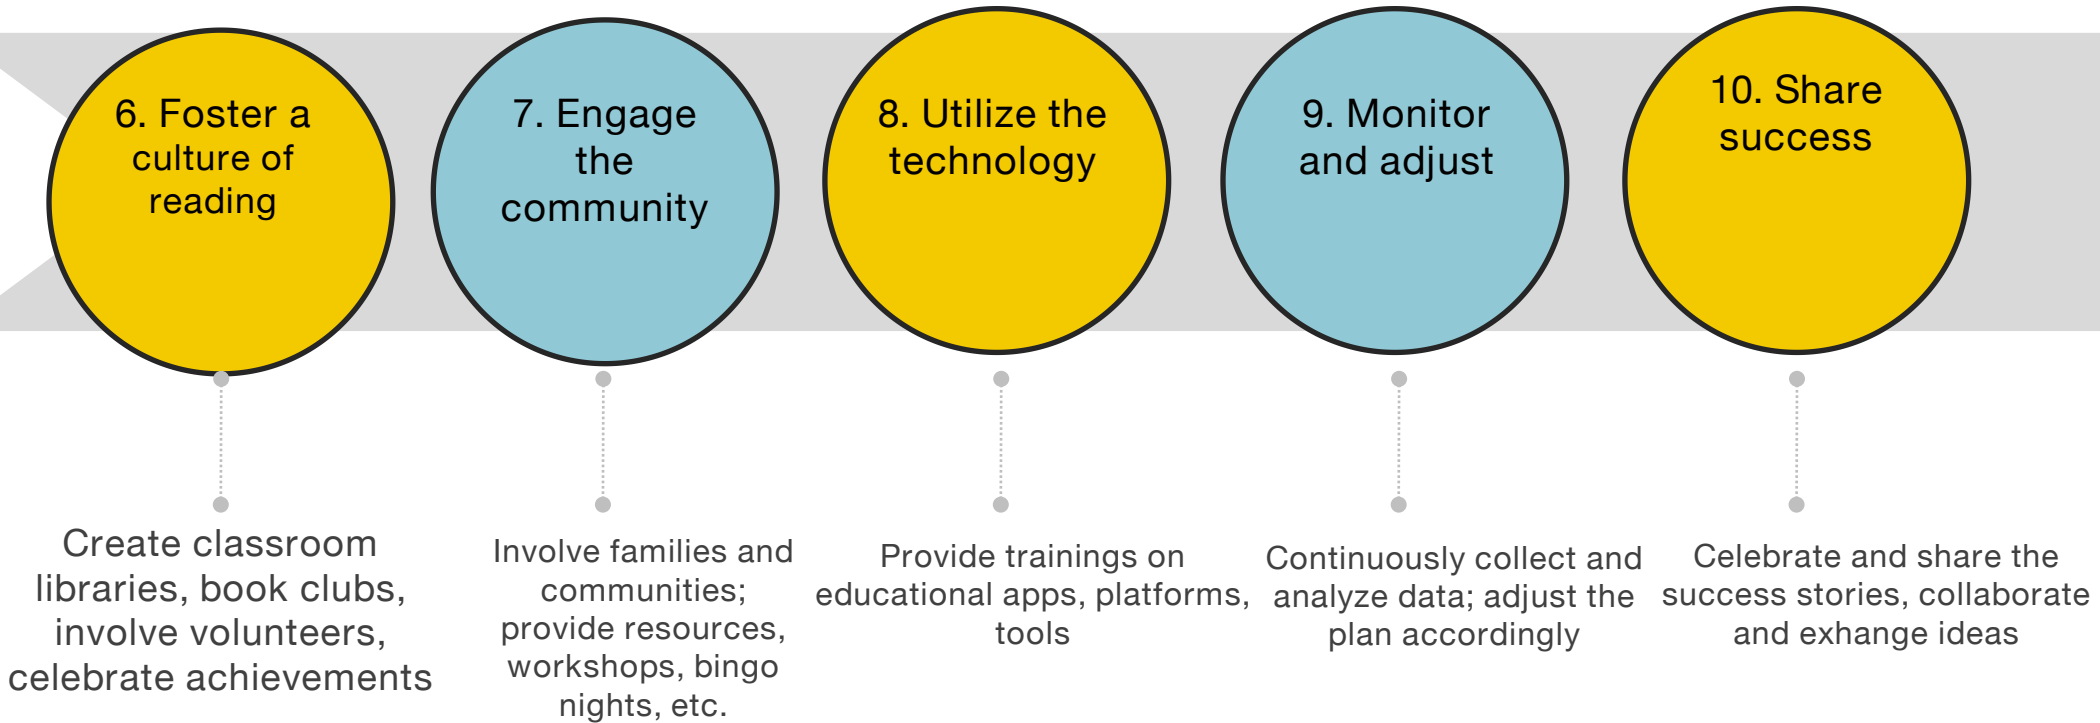 6. Foster a
culture of
reading
7. Engage
the
community
8. Utilize the
technology
9. Monitor
and adjust
10. Share
success
Create classroom
libraries, book clubs,
involve volunteers,
celebrate achievements
Involve families and
communities;
provide resources,
workshops, bingo
nights, etc.
Provide trainings on
educational apps, platforms,
tools
Continuously collect and
analyze data; adjust the
plan accordingly
Celebrate and share the
success stories, collaborate
and exhange ideas